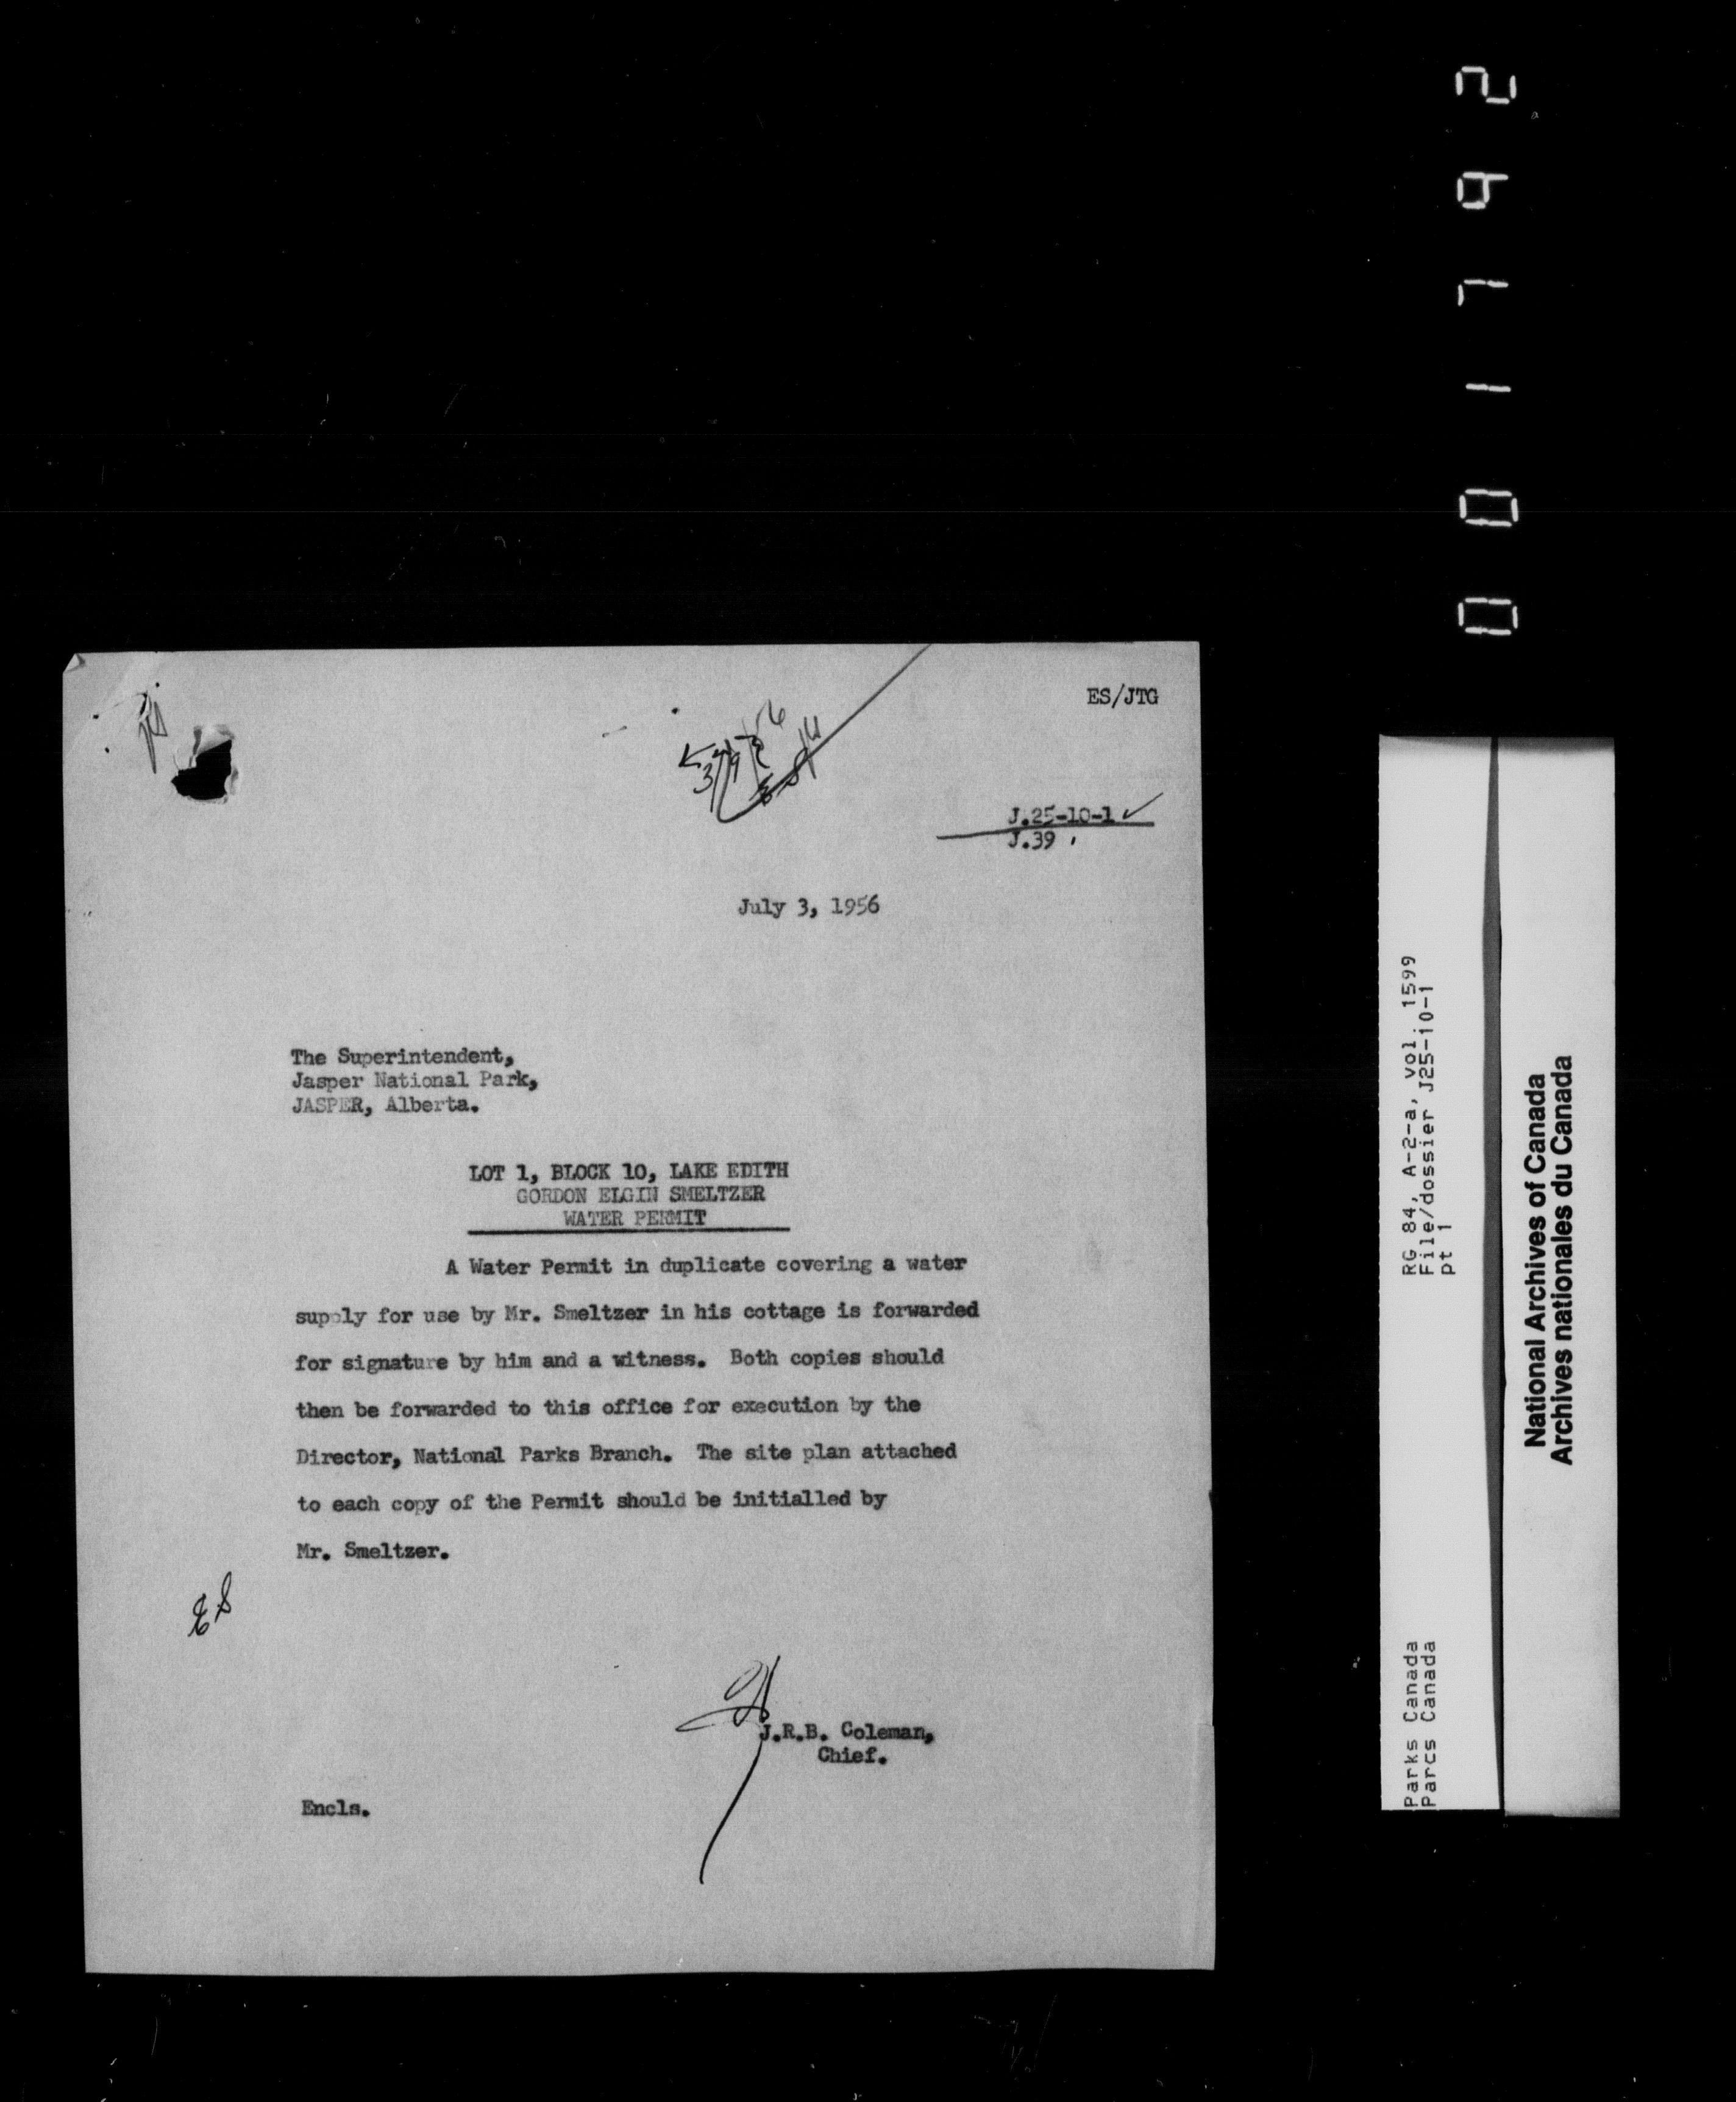 ES/JTG
J.25-10-1 ✓
J.39
July 3, 1956
The Superintendent,
Jasper National Park,
JASPER, Alberta.
LOT 1, BLOCK 10, LAKE EDITH
GORDON ELGIN SMELTZER
WATER PERMIT
A Water Permit in duplicate covering a water
supply for use by Mr. Smeltzer in his cottage is forwarded
for signature by him and a witness. Both copies should
then be forwarded to this office for execution by the
Director, National Parks Branch. The site plan attached
to each copy of the Permit should be initialled by
Mr. Smeltzer.
ES
J.R.B. Coleman,
Chief.
Encls.
RG 84, A-2-a, vol. 1599
File/dossier J25-10-1
pt 1
Parks Canada
Parcs Canada
National Archives of Canada
Archives nationales du Canada